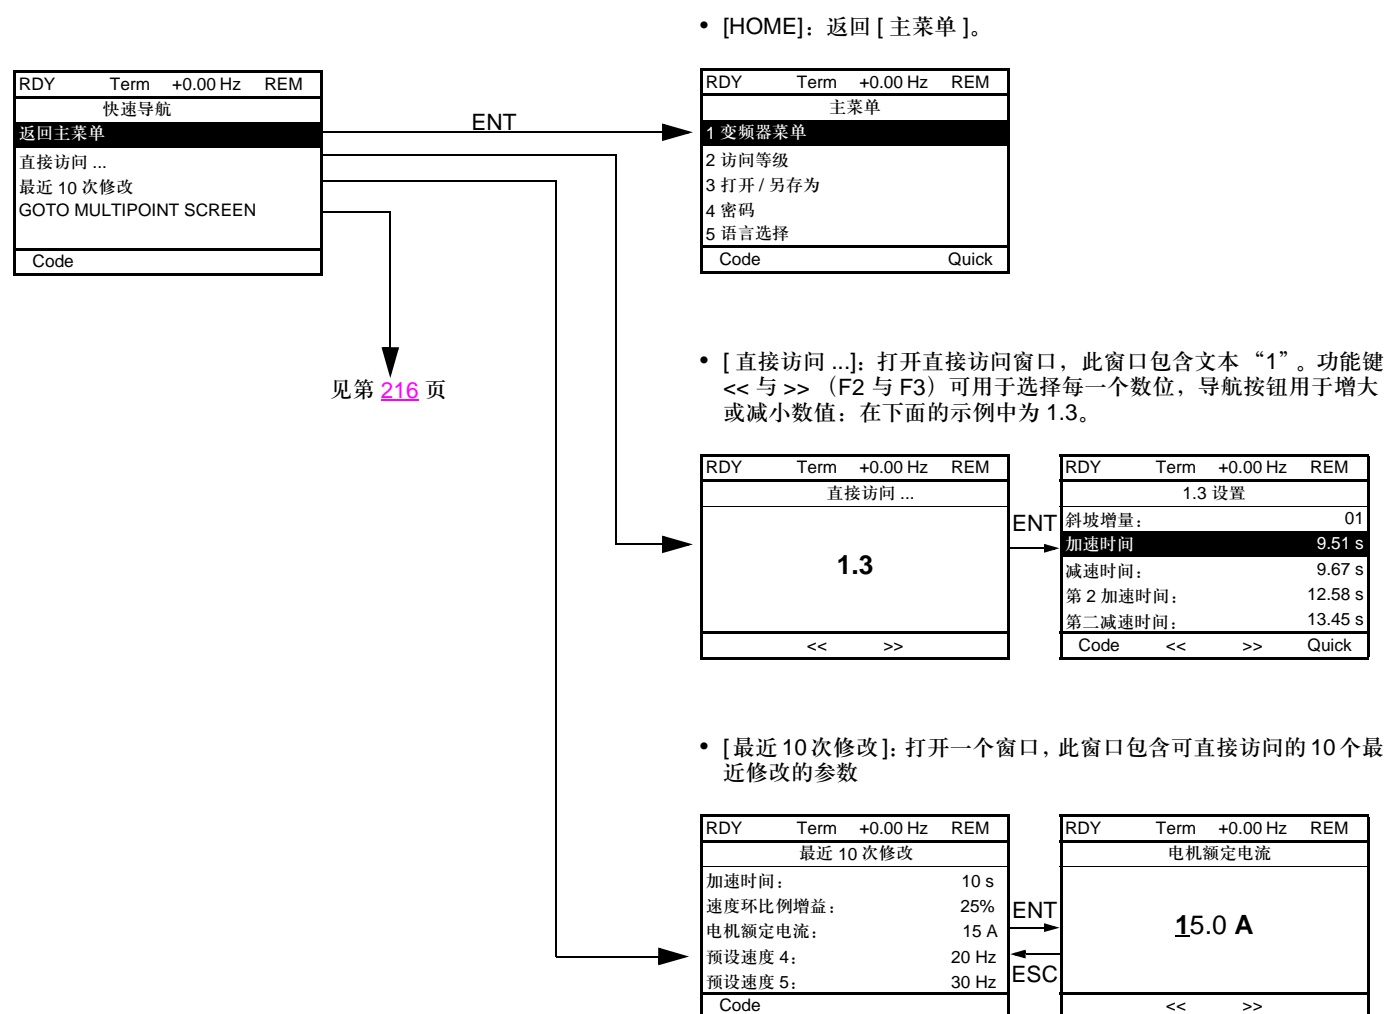 • [HOME]：返回 [ 主菜单 ]。
RDY Term +0.00 Hz REM
快速导航
返回主菜单
直接访问 ...
最近 10 次修改
GOTO MULTIPOINT SCREEN
Code
ENT
RDY Term +0.00 Hz REM
主菜单
1 变频器菜单
2 访问等级
3 打开 / 另存为
4 密码
5 语言选择
Code Quick
见第 216 页
• [ 直接访问 ...]：打开直接访问窗口，此窗口包含文本 “1” 。功能键
<< 与 >> （F2 与 F3）可用于选择每一个数位，导航按钮用于增大
或减小数值：在下面的示例中为 1.3。
RDY Term +0.00 Hz REM
直接访问 ...
1.3
<< >>
ENT
RDY Term +0.00 Hz REM
1.3 设置
斜坡增量： 01
加速时间 9.51 s
减速时间： 9.67 s
第 2 加速时间： 12.58 s
第二减速时间： 13.45 s
Code << >> Quick
• [ 最近 10 次修改 ]：打开一个窗口，此窗口包含可直接访问的 10 个最
近修改的参数
RDY Term +0.00 Hz REM
最近 10 次修改
加速时间： 10 s
速度环比例增益： 25%
电机额定电流： 15 A
预设速度 4： 20 Hz
预设速度 5： 30 Hz
Code
ENT
ESC
RDY Term +0.00 Hz REM
电机额定电流
15.0 A
<< >>